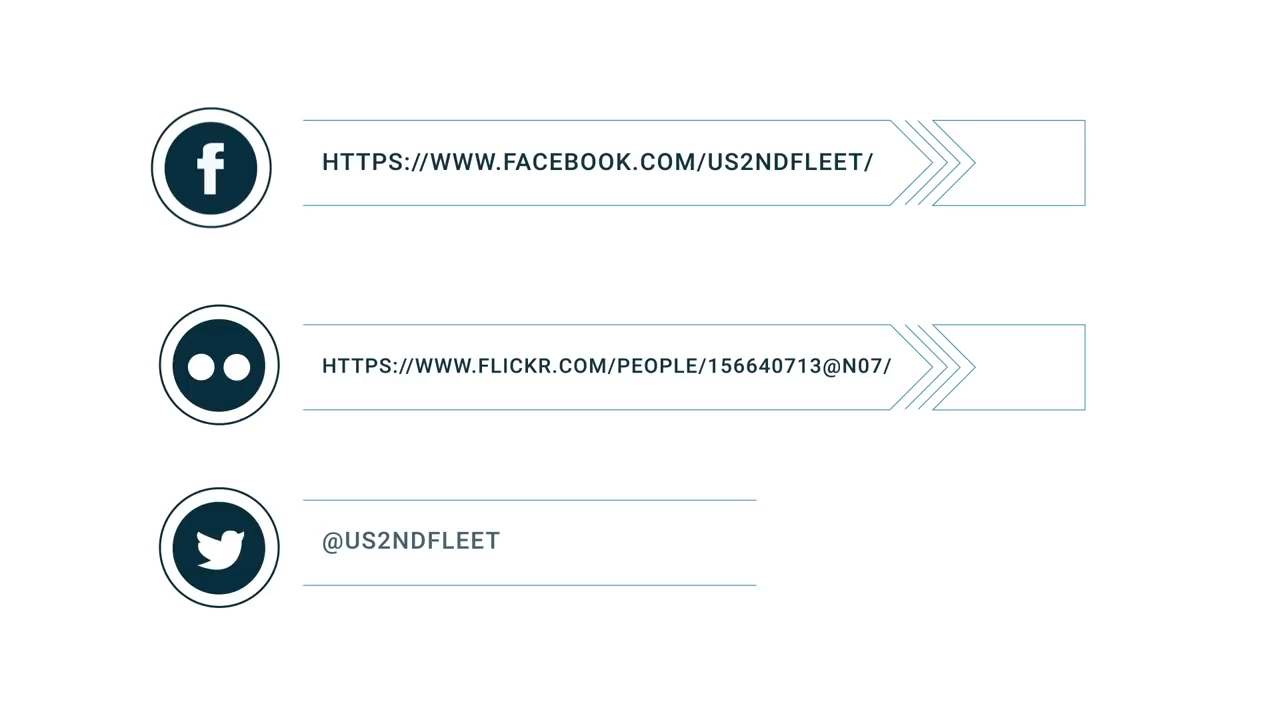 HTTPS://WWW.FACEBOOK.COM/US2NDFLEET/
HTTPS://WWW.FLICKR.COM/PEOPLE/156640713@N07/
@US2NDFLEET